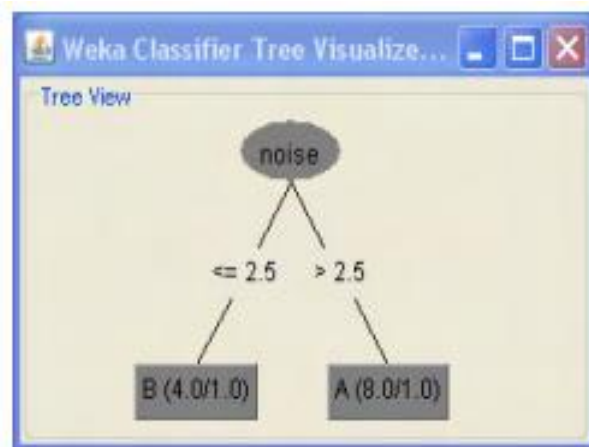 Weka Classifier Tree Visualize...
Tree View
noise
<= 2.5 > 2.5
B (4.0/1.0) A (8.0/1.0)